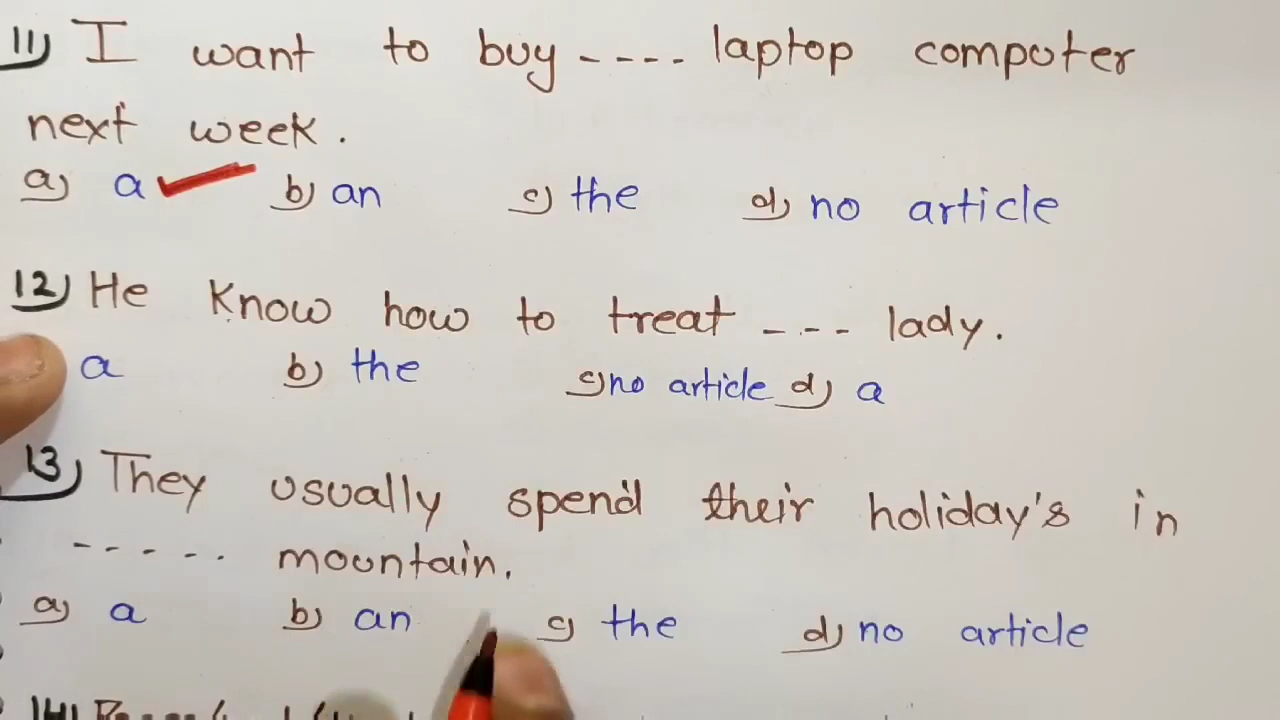 11) I want to buy ---- laptop computer
next week.
a) a b) an c) the d) no article
12) He know how to treat --- lady.
a b) the c) no article d) a
13) They usually spend their holiday's in
----- mountain.
a) a b) an c) the d) no article
14)